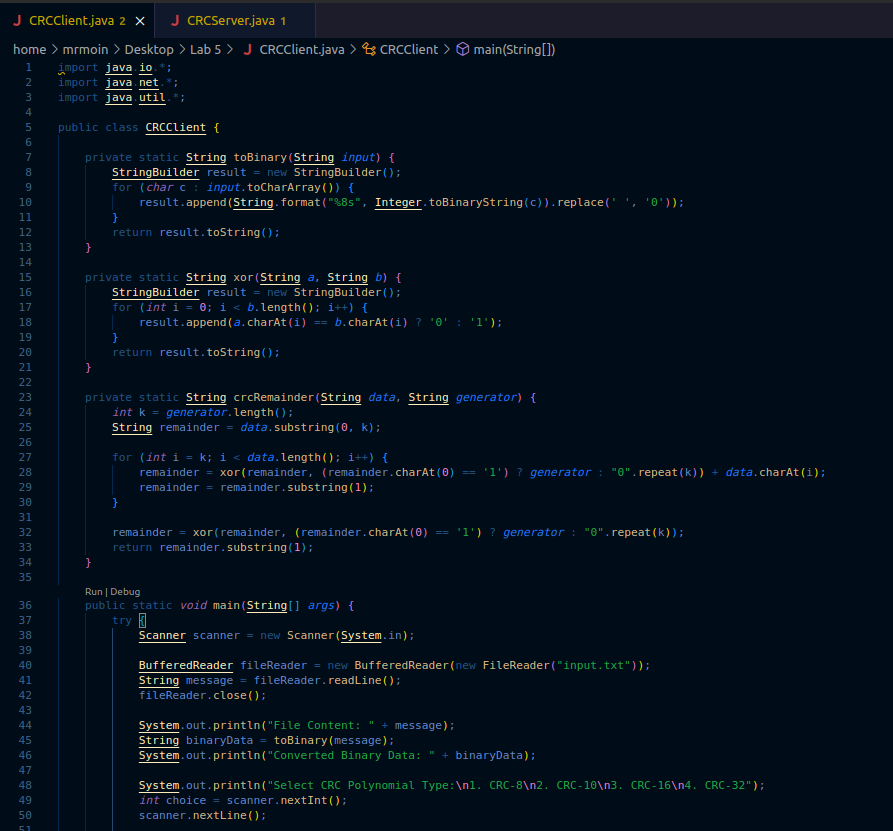 J CRCClient.java 2 × J CRCServer.java 1
home > mrmoin > Desktop > Lab 5 > J CRCClient.java > CRCClient > main(String[])
1 import java.io.*;
2 import java.net.*;
3 import java.util.*;
4
5 public class CRCClient {
6
7 private static String toBinary(String input) {
8 StringBuilder result = new StringBuilder();
9 for (char c : input.toCharArray()) {
10 result.append(String.format("%8s", Integer.toBinaryString(c)).replace(' ', '0'));
11 }
12 return result.toString();
13 }
14
15 private static String xor(String a, String b) {
16 StringBuilder result = new StringBuilder();
17 for (int i = 0; i < b.length(); i++) {
18 result.append(a.charAt(i) == b.charAt(i) ? '0' : '1');
19 }
20 return result.toString();
21 }
22
23 private static String crcRemainder(String data, String generator) {
24 int k = generator.length();
25 String remainder = data.substring(0, k);
26
27 for (int i = k; i < data.length(); i++) {
28 remainder = xor(remainder, (remainder.charAt(0) == '1') ? generator : "0".repeat(k)) + data.charAt(i);
29 remainder = remainder.substring(1);
30 }
31
32 remainder = xor(remainder, (remainder.charAt(0) == '1') ? generator : "0".repeat(k));
33 return remainder.substring(1);
34 }
35
Run | Debug
36 public static void main(String[] args) {
37 try {
38 Scanner scanner = new Scanner(System.in);
39
40 BufferedReader fileReader = new BufferedReader(new FileReader("input.txt"));
41 String message = fileReader.readLine();
42 fileReader.close();
43
44 System.out.println("File Content: " + message);
45 String binaryData = toBinary(message);
46 System.out.println("Converted Binary Data: " + binaryData);
47
48 System.out.println("Select CRC Polynomial Type:\n1. CRC-8\n2. CRC-10\n3. CRC-16\n4. CRC-32");
49 int choice = scanner.nextInt();
50 scanner.nextLine();
51